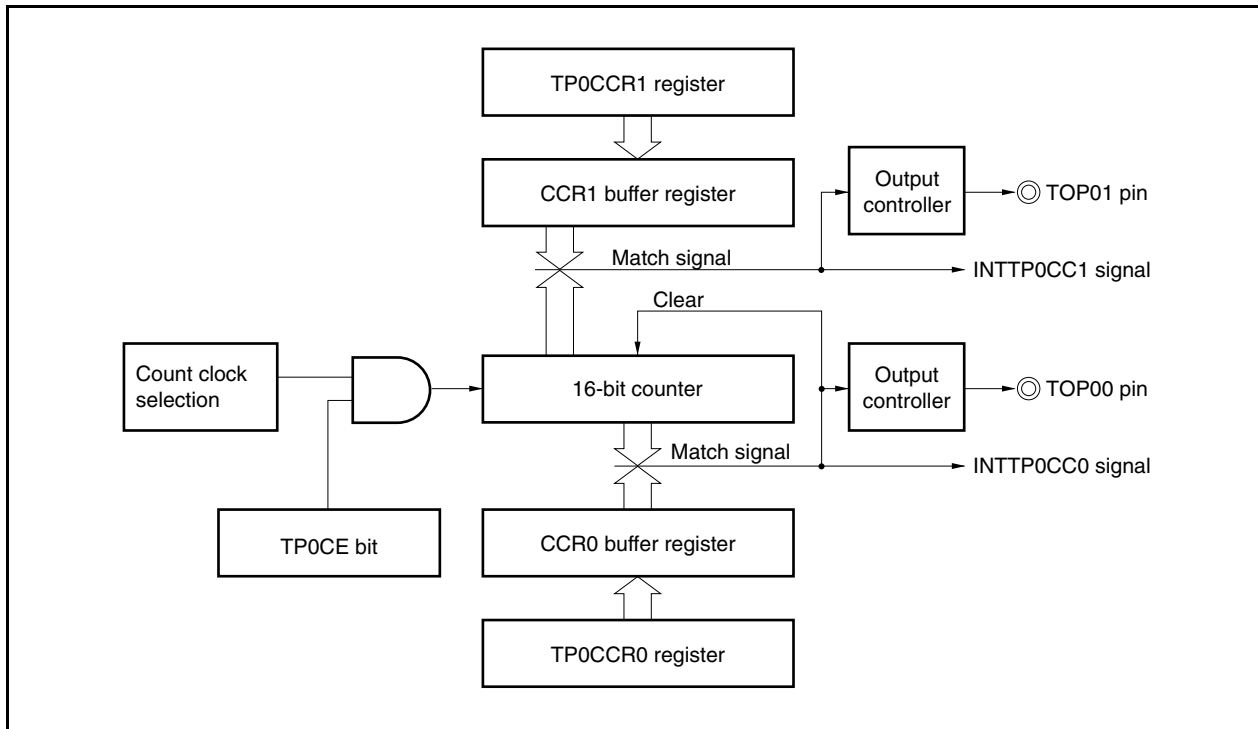 TP0CCR1 register
CCR1 buffer register
Output
controller
TOP01 pin
Match signal
INTTP0CC1 signal
Clear
Count clock
selection
16-bit counter
Output
controller
TOP00 pin
Match signal
INTTP0CC0 signal
TP0CE bit
CCR0 buffer register
TP0CCR0 register